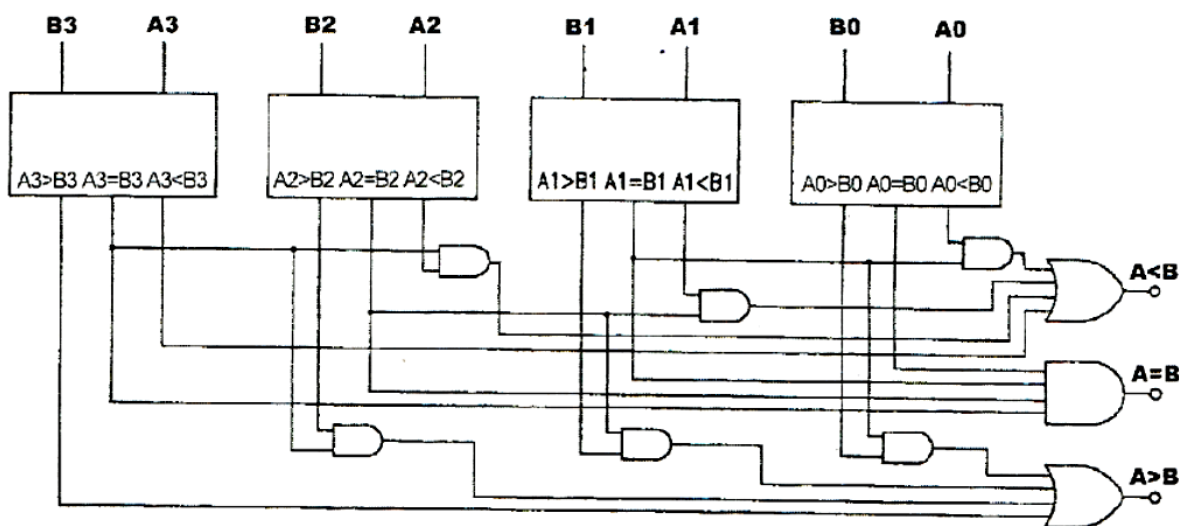 B3 A3 B2 A2 B1 A1 B0 A0
A3>B3 A3=B3 A3<B3 A2>B2 A2=B2 A2<B2 A1>B1 A1=B1 A1<B1 A0>B0 A0=B0 A0<B0
A<B
A=B
A>B